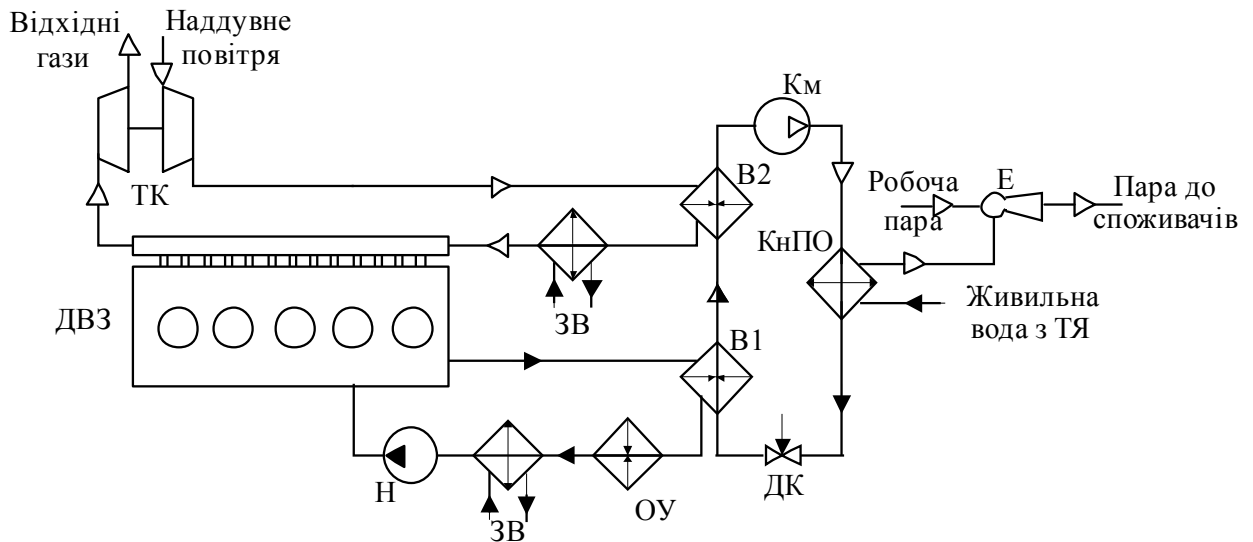 Відхідні
гази
Наддувне
повітря
ТК
Км
В2
Робоча
пара
Е
Пара до
споживачів
КнПО
Живильна
вода з ТЯ
ДВЗ
ЗВ
В1
Н
ЗВ
ОУ
ДК